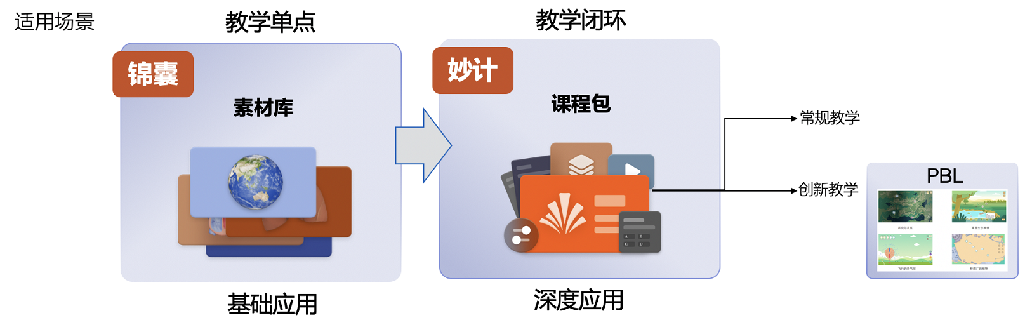 适用场景
教学单点
教学闭环
锦囊
妙计
素材库
课程包
常规教学
创新教学
PBL
基础应用
深度应用